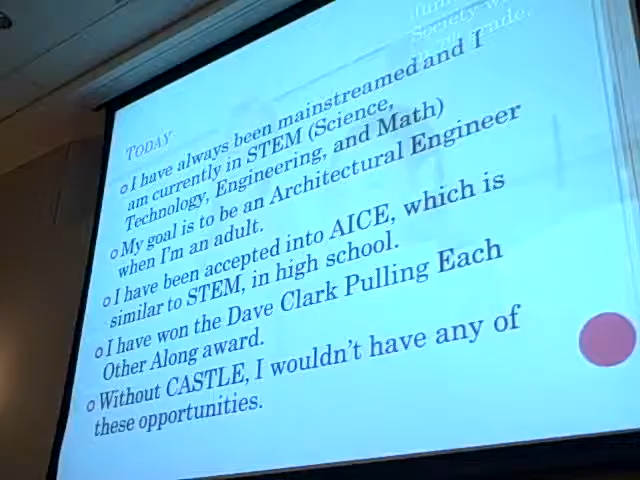 Society
grade.
TODAY
I have always been mainstreamed and I
am currently in STEM (Science,
Technology, Engineering, and Math)
My goal is to be an Architectural Engineer
when I'm an adult.
I have been accepted into AICE, which is
similar to STEM, in high school.
I have won the Dave Clark Pulling Each
Other Along award.
Without CASTLE, I wouldn't have any of
these opportunities.